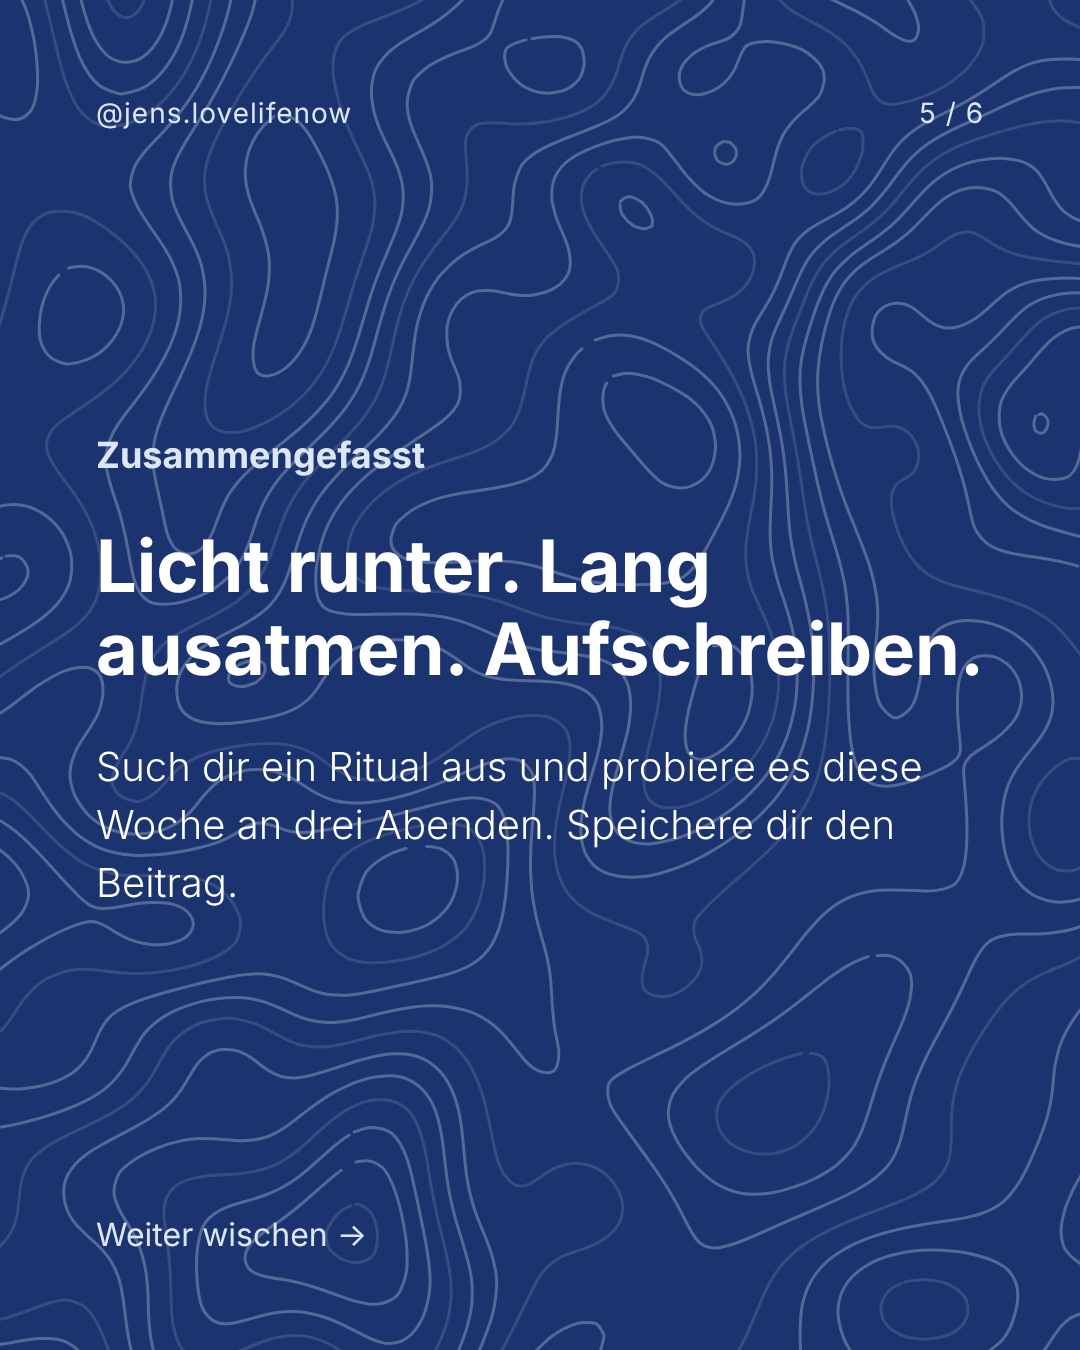 @jens.lovelifenow
5 / 6
Zusammengefasst
Licht runter. Lang
ausatmen. Aufschreiben.
Such dir ein Ritual aus und probiere es diese
Woche an drei Abenden. Speichere dir den
Beitrag.
Weiter wischen →